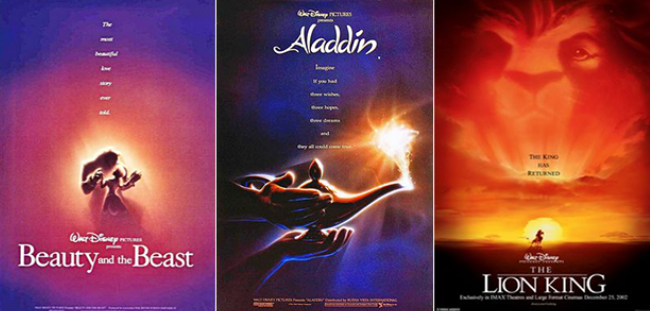 The
most
beautiful
love
story
ever
told.
Walt Disney PICTURES
presents
Beauty and the Beast
Walt Disney PICTURES
presents
Aladdin
Imagine
if you had
three wishes,
three hopes,
three dreams
and
they all could come true.
THE KING
HAS
RETURNED
Walt Disney
THE
LION KING
Exclusively in IMAX Theatres and Large Format Cinemas December 25, 2002